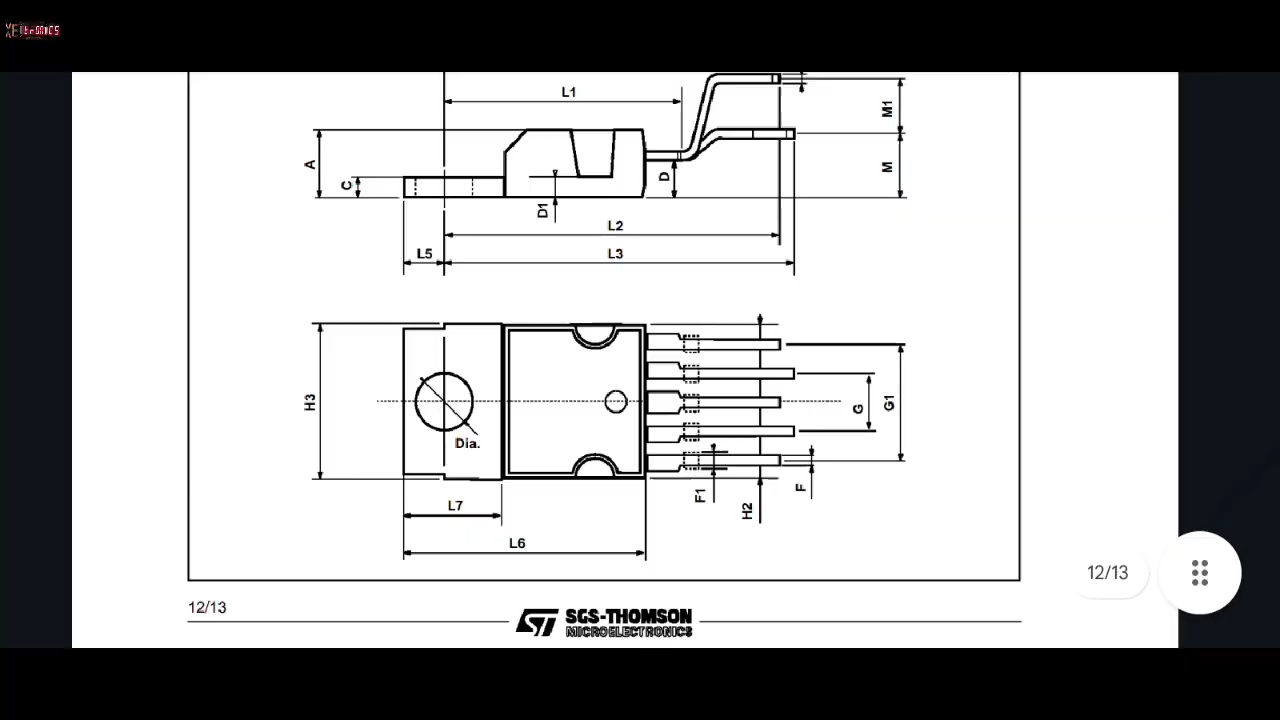 L1
M1
A
C
D
M
D1
L2
L5
L3
H3
G
G1
Dia.
F1
F
H2
L7
L6
12/13
12/13
ST SGS-THOMSON
MICROELECTRONICS